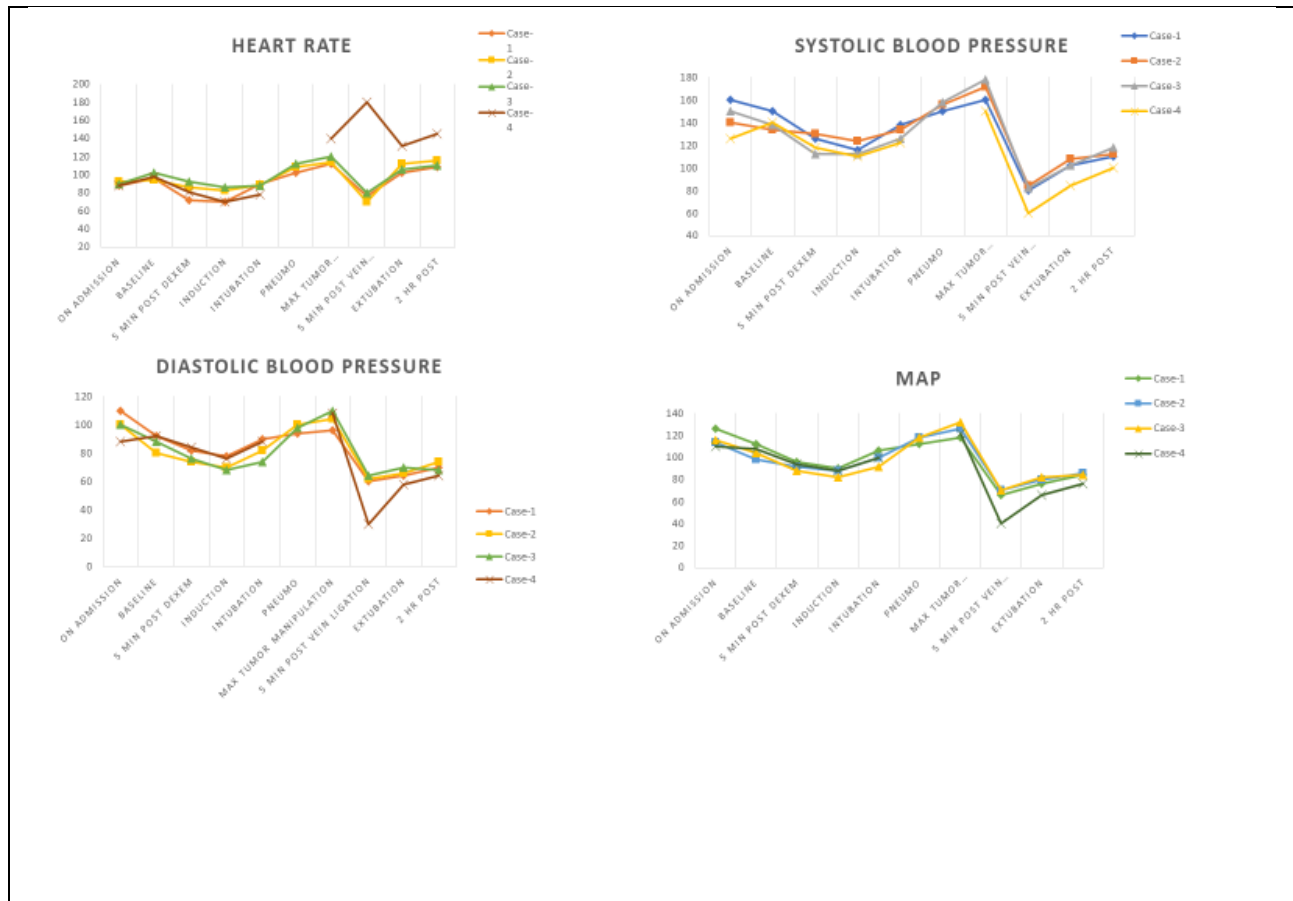 HEART RATE
Case-
1
Case-
2
Case-
3
Case-
4
200
180
160
140
120
100
80
60
40
20
ON ADMISSION
BASELINE
5 MIN POST DEXEM
INDUCTION
INTUBATION
PNEUMO
MAX TUMOR...
5 MIN POST VEIN...
EXTUBATION
2 HR POST
SYSTOLIC BLOOD PRESSURE
Case-1
Case-2
Case-3
Case-4
180
160
140
120
100
80
60
40
ON ADMISSION
BASELINE
5 MIN POST DEXEM
INDUCTION
INTUBATION
PNEUMO
MAX TUMOR...
5 MIN POST VEIN...
EXTUBATION
2 HR POST
DIASTOLIC BLOOD PRESSURE
120
100
80
60
40
20
0
Case-1
Case-2
Case-3
Case-4
ON ADMISSION
BASELINE
5 MIN POST DEXEM
INDUCTION
INTUBATION
PNEUMO
MAX TUMOR MANIPULATION
5 MIN POST VEIN LIGATION
EXTUBATION
2 HR POST
MAP
Case-1
Case-2
Case-3
Case-4
140
120
100
80
60
40
20
0
ON ADMISSION
BASELINE
5 MIN POST DEXEM
INDUCTION
INTUBATION
PNEUMO
MAX TUMOR...
5 MIN POST VEIN...
EXTUBATION
2 HR POST